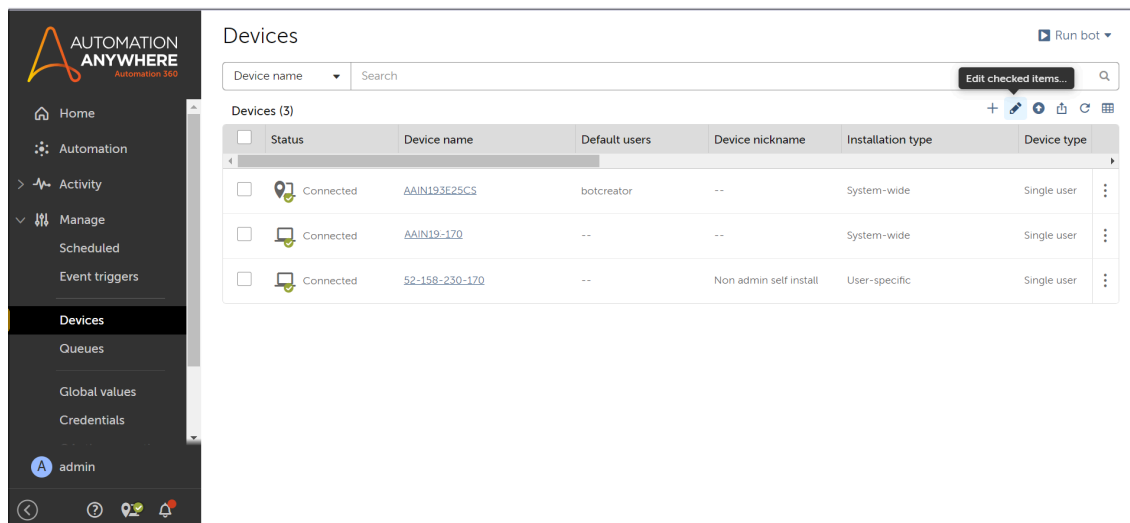 AUTOMATION
ANYWHERE
Automation 360
Home
Automation
Activity
Manage
Scheduled
Event triggers
Devices
Queues
Global values
Credentials
A admin
Devices
Run bot
Device name Search
Edit checked items...
Devices (3)
Status Device name Default users Device nickname Installation type Device type
Connected AAIN193E25CS botcreator -- System-wide Single user
Connected AAIN19.-170 -- -- System-wide Single user
Connected 52-158-230-170 -- Non admin self install User-specific Single user